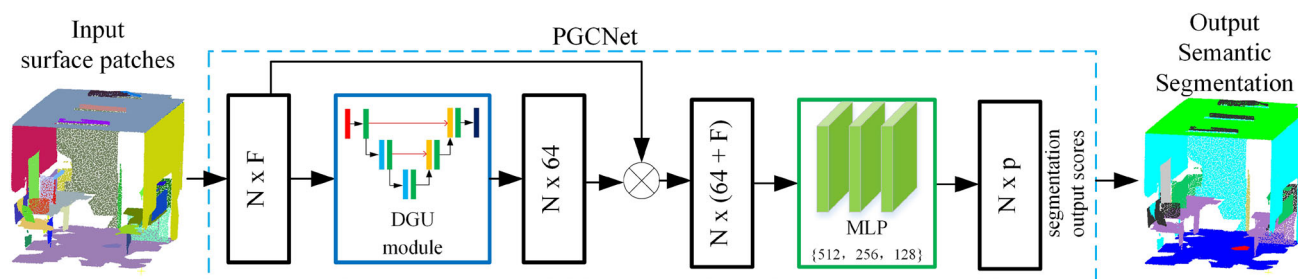 Input
surface patches
PGCNet
N x F
DGU
module
N x 64
N x (64 + F)
MLP
{512, 256, 128}
N x p
segmentation
output scores
Output
Semantic
Segmentation